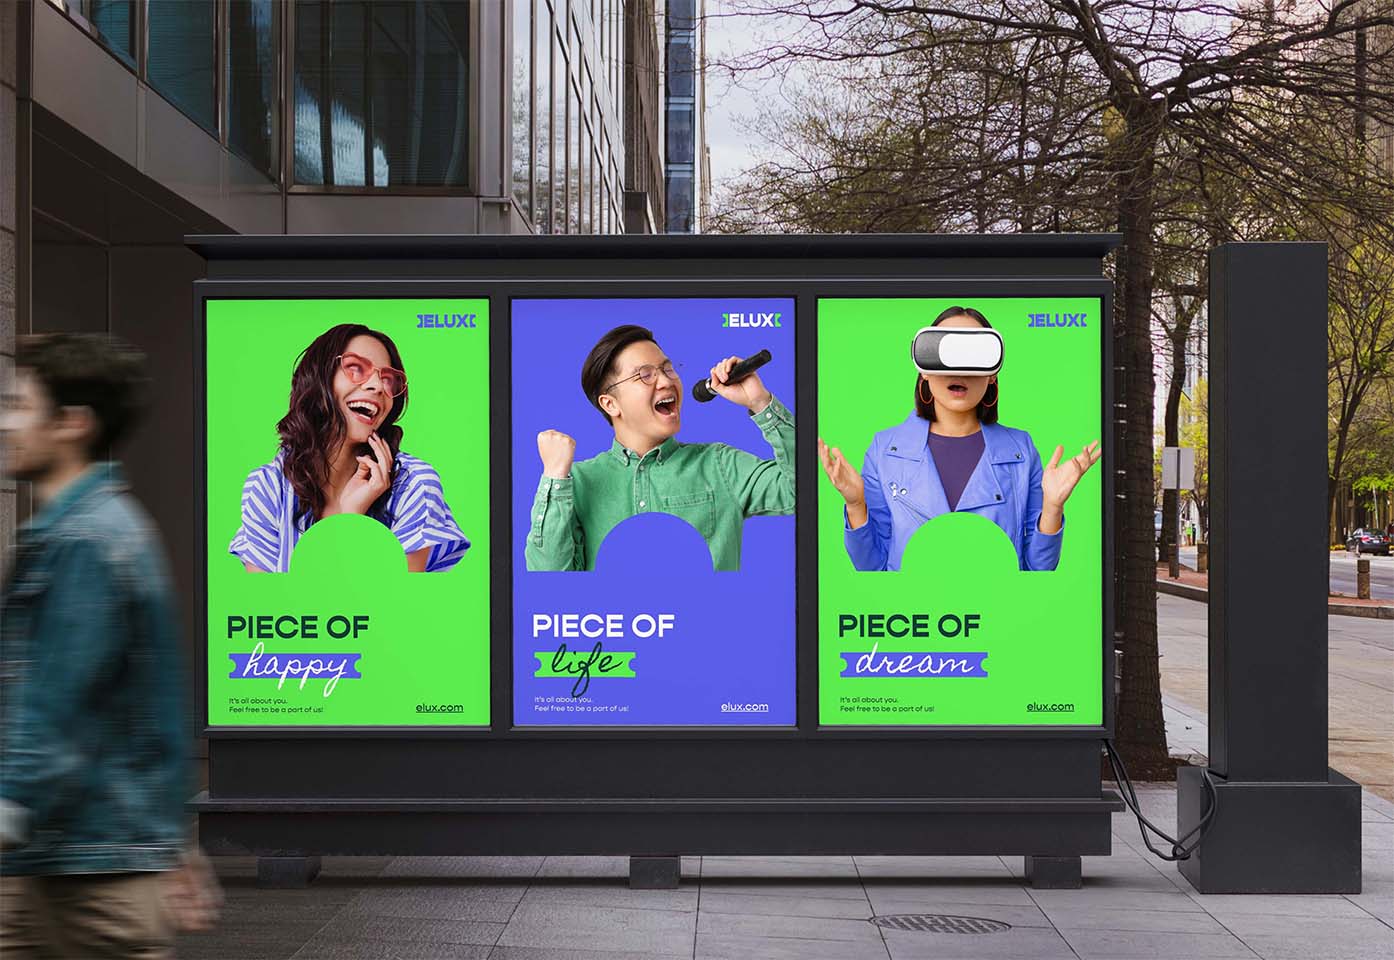 ELUX
PIECE OF
happy
It's all about you.
Feel free to be a part of us!
elux.com
ELUX
PIECE OF
life
It's all about you.
Feel free to be a part of us!
elux.com
ELUX
PIECE OF
dream
It's all about you.
Feel free to be a part of us!
elux.com